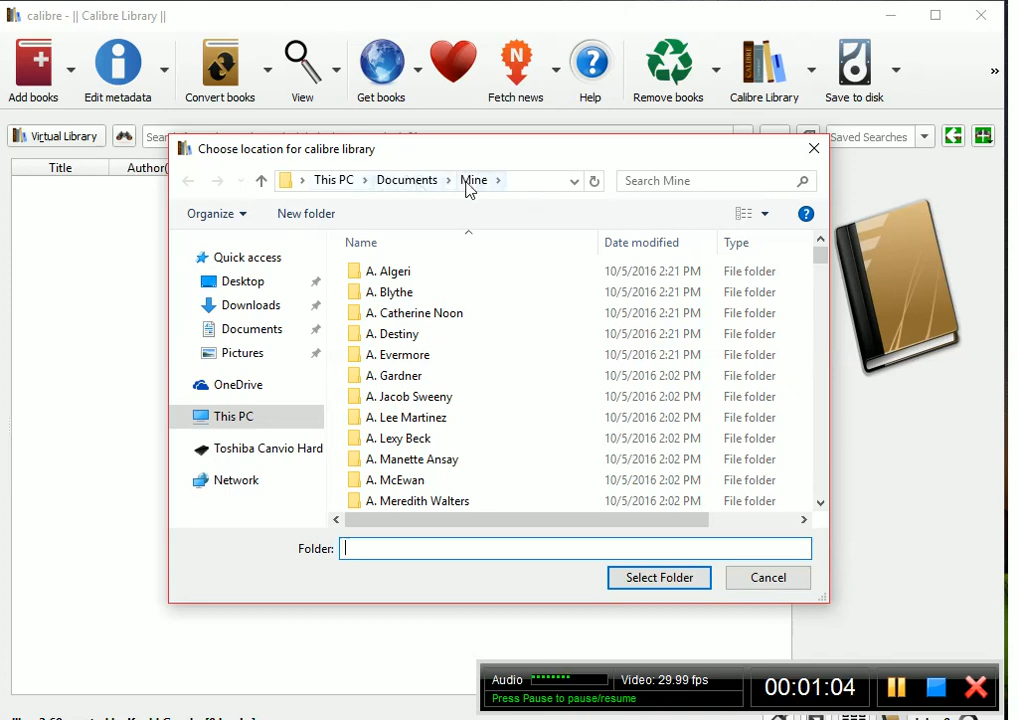 calibre - || Calibre Library ||
Add books Edit metadata Convert books View Get books Fetch news Help Remove books Calibre Library Save to disk »
Virtual Library Saved Searches
Title Author(
Choose location for calibre library
This PC > Documents > Mine > Search Mine
Organize New folder
Name Date modified Type
Quick access
Desktop
Downloads
Documents
Pictures
OneDrive
This PC
Toshiba Canvio Hard
Network
A. Algeri 10/5/2016 2:21 PM File folder
A. Blythe 10/5/2016 2:21 PM File folder
A. Catherine Noon 10/5/2016 2:21 PM File folder
A. Destiny 10/5/2016 2:21 PM File folder
A. Evermore 10/5/2016 2:21 PM File folder
A. Gardner 10/5/2016 2:02 PM File folder
A. Jacob Sweeny 10/5/2016 2:02 PM File folder
A. Lee Martinez 10/5/2016 2:02 PM File folder
A. Lexy Beck 10/5/2016 2:02 PM File folder
A. Manette Ansay 10/5/2016 2:02 PM File folder
A. McEwan 10/5/2016 2:02 PM File folder
A. Meredith Walters 10/5/2016 2:02 PM File folder
Folder:
Select Folder Cancel
Audio Video: 29.99 fps
Press Pause to pause/resume
00:01:04